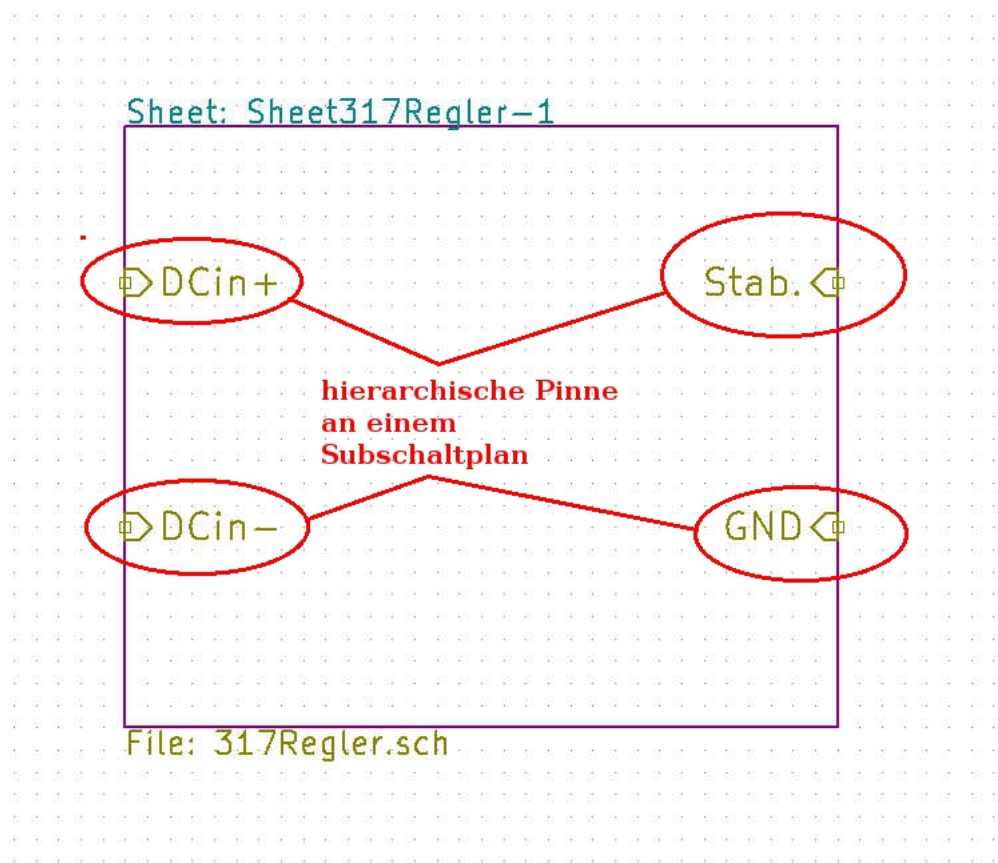 Sheet: Sheet317Regler-1
DCin+
Stab.
hierarchische Pinne
an einem
Subschaltplan
DCin-
GND
File: 317Regler.sch